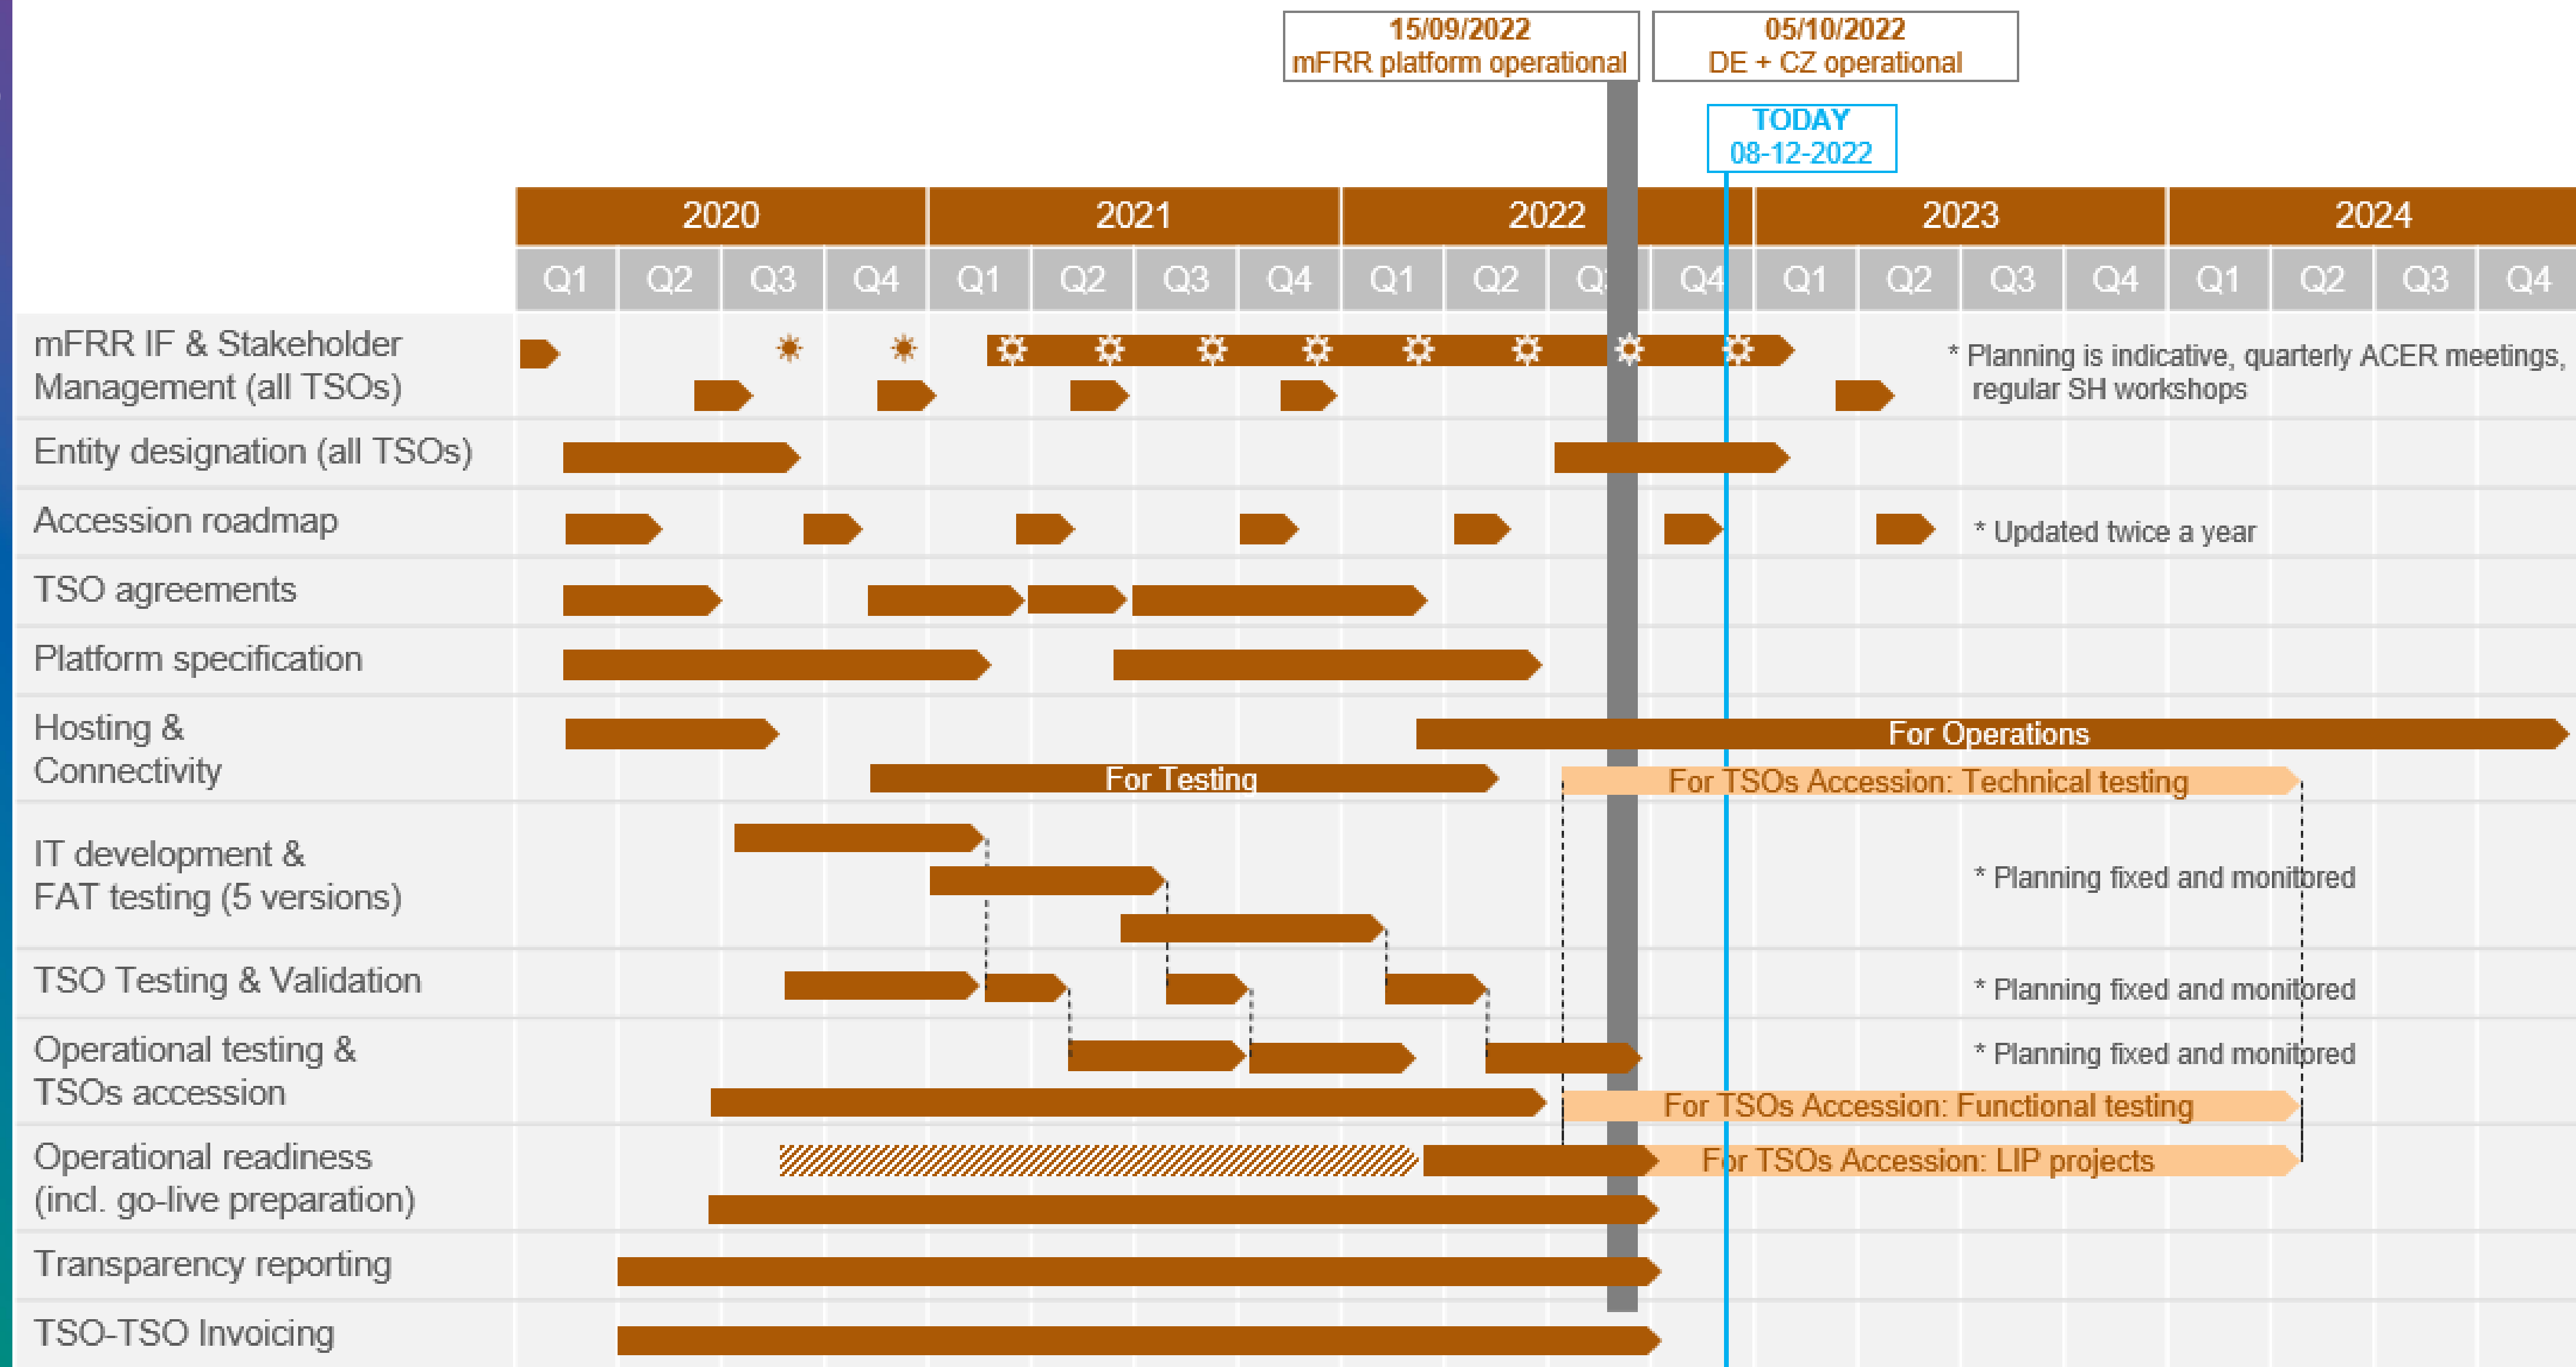 15/09/2022
mFRR platform operational
05/10/2022
DE + CZ operational
TODAY
08-12-2022
2020 2021 2022 2023 2024
Q1 Q2 Q3 Q4 Q1 Q2 Q3 Q4 Q1 Q2 Q3 Q4 Q1 Q2 Q3 Q4 Q1 Q2 Q3 Q4
mFRR IF & Stakeholder
Management (all TSOs)
* Planning is indicative, quarterly ACER meetings,
regular SH workshops
Entity designation (all TSOs)
Accession roadmap
* Updated twice a year
TSO agreements
Platform specification
Hosting &
Connectivity
For Operations
For Testing
For TSOs Accession: Technical testing
IT development &
FAT testing (5 versions)
* Planning fixed and monitored
TSO Testing & Validation
* Planning fixed and monitored
Operational testing &
TSOs accession
* Planning fixed and monitored
For TSOs Accession: Functional testing
Operational readiness
(incl. go-live preparation)
For TSOs Accession: LIP projects
Transparency reporting
TSO-TSO Invoicing